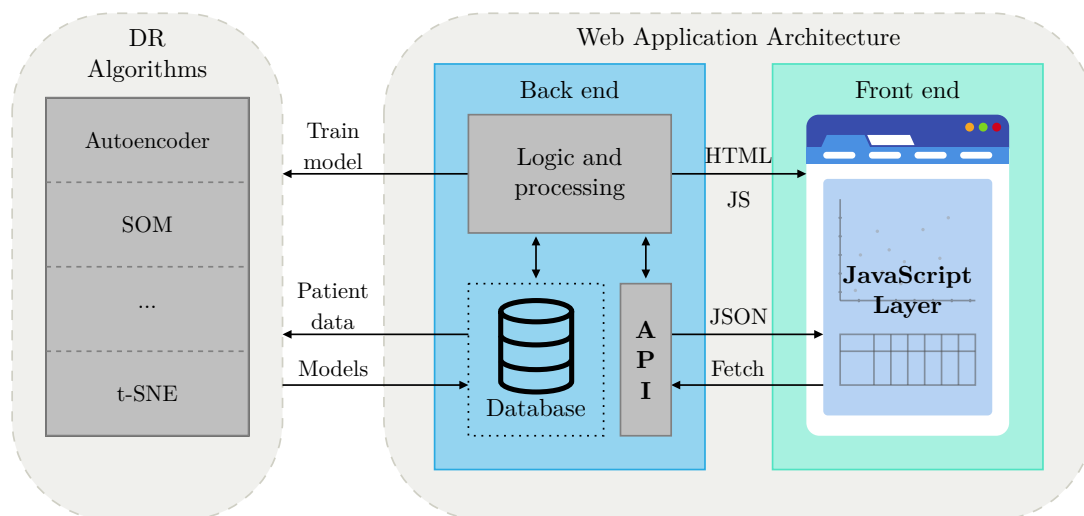 DR
Algorithms
Autoencoder
SOM
...
t-SNE
Train
model
Patient
data
Models
Web Application Architecture
Back end
Logic and
processing
Database
A
P
I
HTML
JS
JSON
Fetch
Front end
JavaScript
Layer